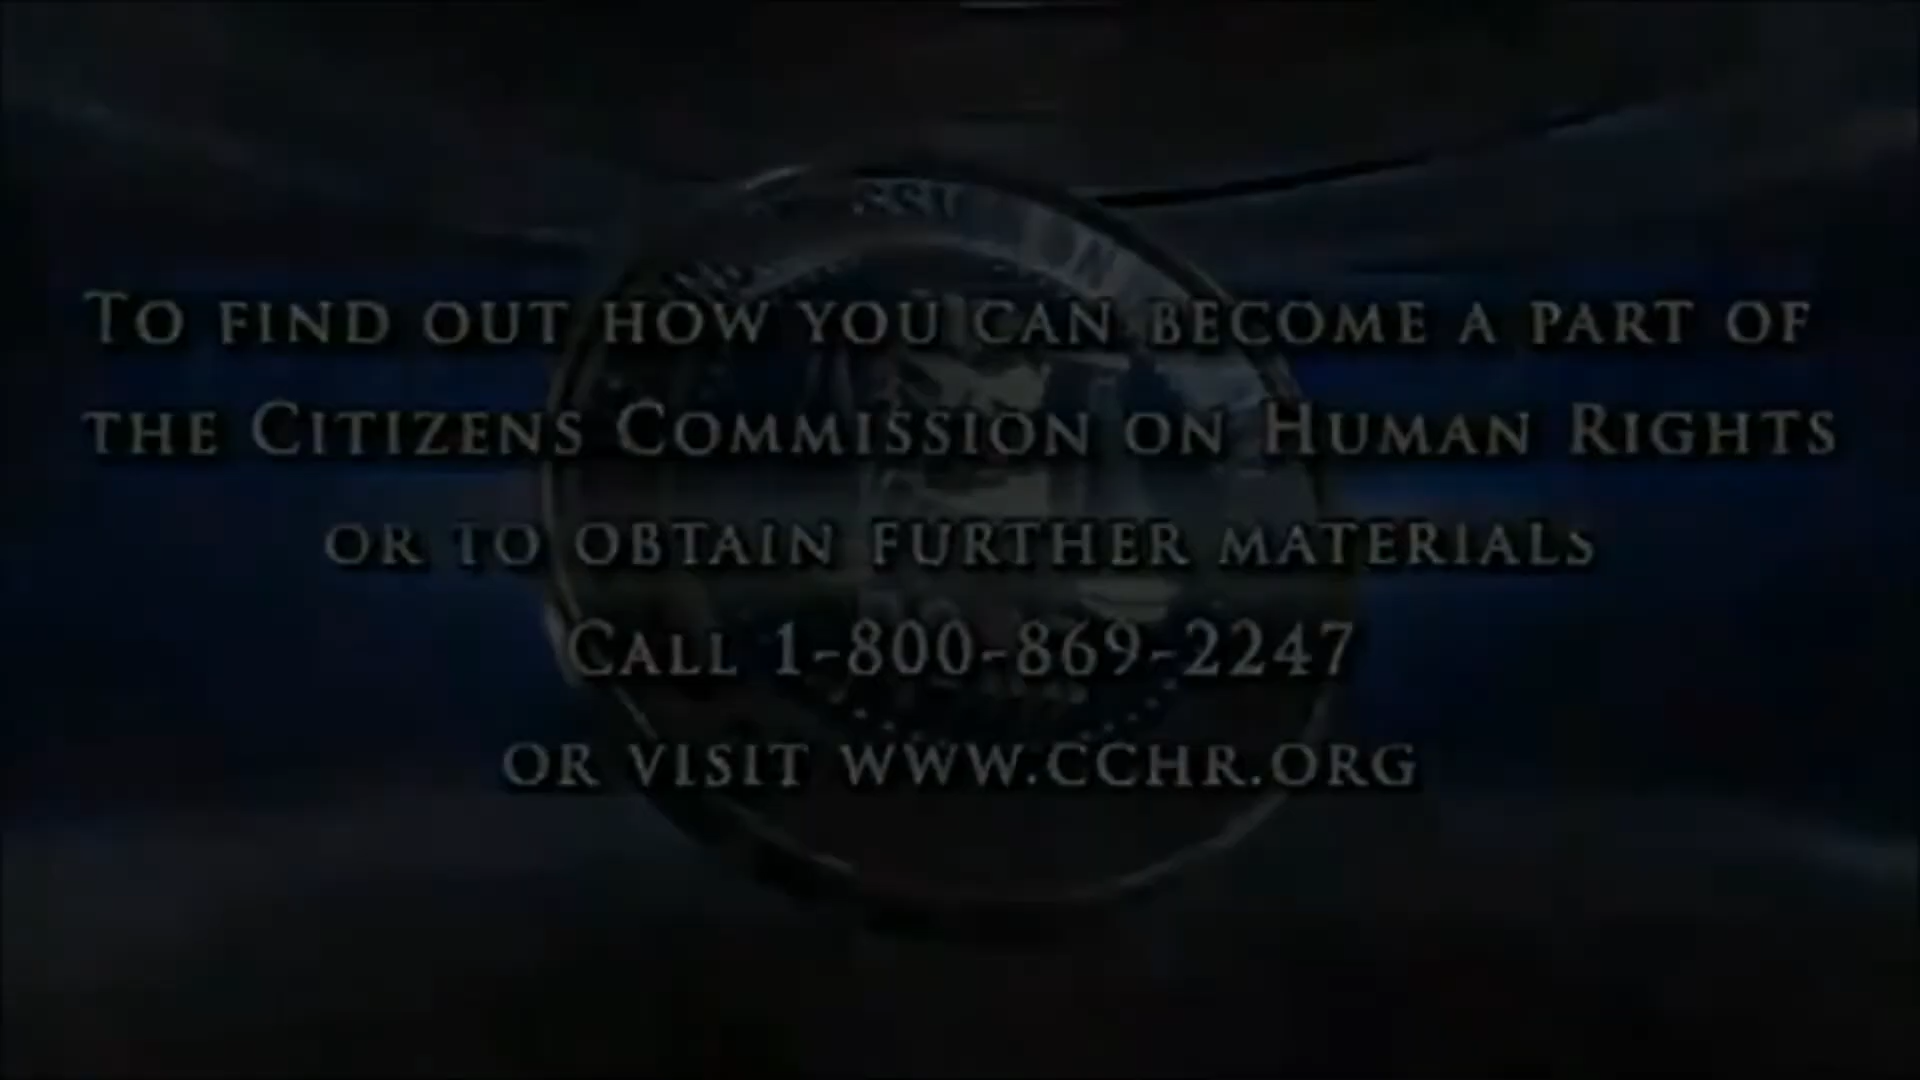 To find out how you can become a part of
the Citizens Commission on Human Rights
or to obtain further materials
Call 1-800-869-2247
or visit www.cchr.org